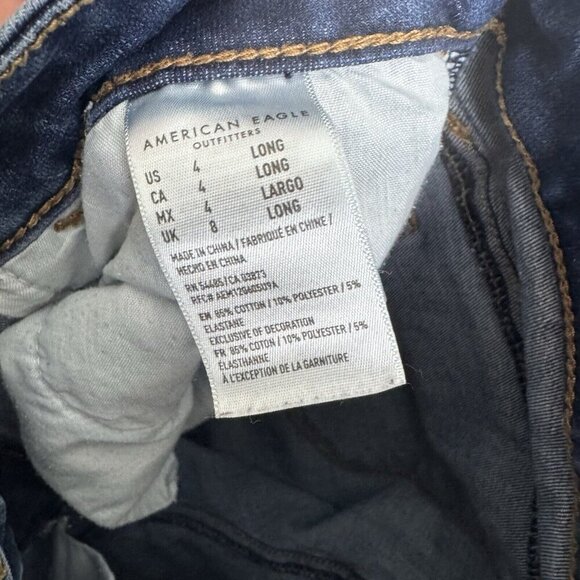 AMERICAN EAGLE
OUTFITTERS
US 4 LONG
CA 4 LONG
MX 4 LARGO
UK 8 LONG
MADE IN CHINA / FABRIQUÉ EN CHINE /
HECHO EN CHINA
RN 54485/CA 03873
EN 85% COTTON / 10% POLYESTER / 5%
ELASTANE
EXCLUSIVE OF DECORATION
FR 85% COTON / 10% POLYESTER / 5%
ÉLASTHANNE
À L'EXCEPTION DE LA GARNITURE